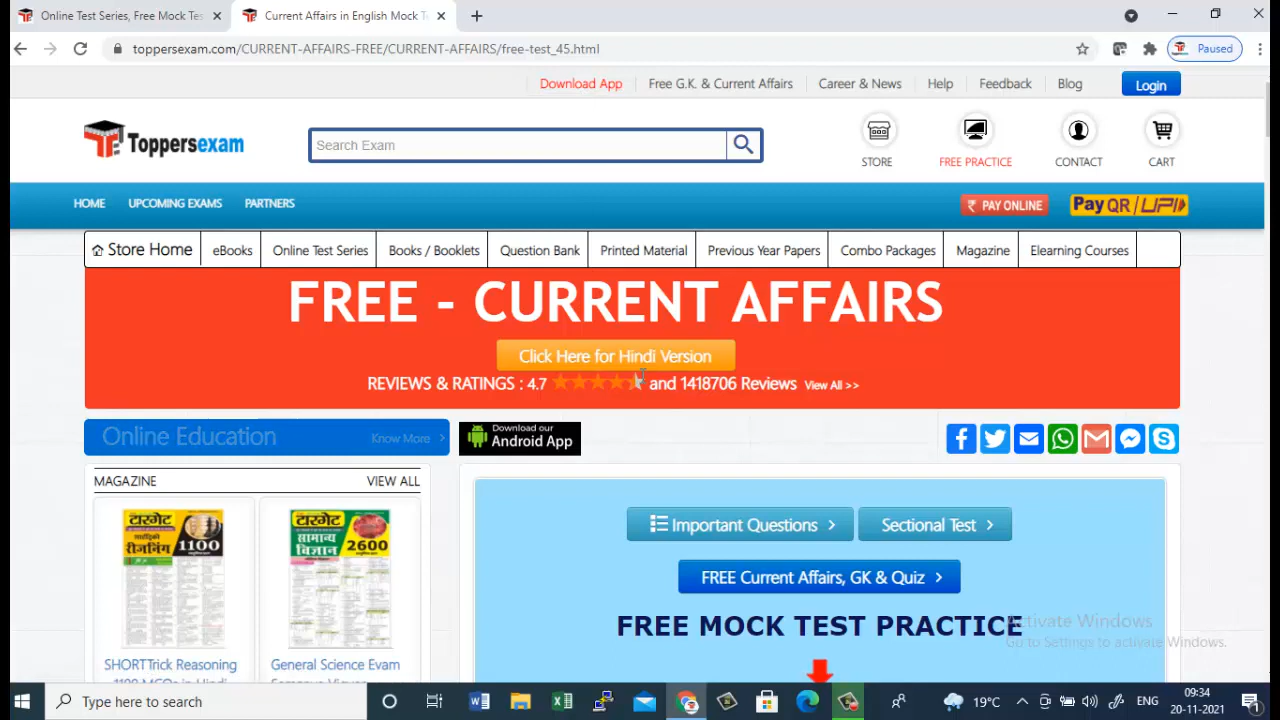 Online Test Series, Free Mock Tes
Current Affairs in English Mock T
toppersexam.com/CURRENT-AFFAIRS-FREE/CURRENT-AFFAIRS/free-test_45.html
Paused
Download App
Free G.K. & Current Affairs
Career & News
Help
Feedback
Blog
Login
Toppersexam
Search Exam
STORE
FREE PRACTICE
CONTACT
CART
HOME
UPCOMING EXAMS
PARTNERS
₹ PAY ONLINE
Pay QR/UPI
Store Home
eBooks
Online Test Series
Books / Booklets
Question Bank
Printed Material
Previous Year Papers
Combo Packages
Magazine
Elearning Courses
FREE - CURRENT AFFAIRS
Click Here for Hindi Version
REVIEWS & RATINGS : 4.7 and 1418706 Reviews View All >>
Online Education
Know More
Download our
Android App
MAGAZINE
VIEW ALL
टारगेट
रीजनिंग
1100
टारगेट
सामान्य
विज्ञान
2600
SHORTTrick Reasoning
General Science Exam
Important Questions
Sectional Test
FREE Current Affairs, GK & Quiz
FREE MOCK TEST PRACTICE
Activate Windows
Go to Settings to activate Windows.
Type here to search
19°C
ENG
09:34
20-11-2021